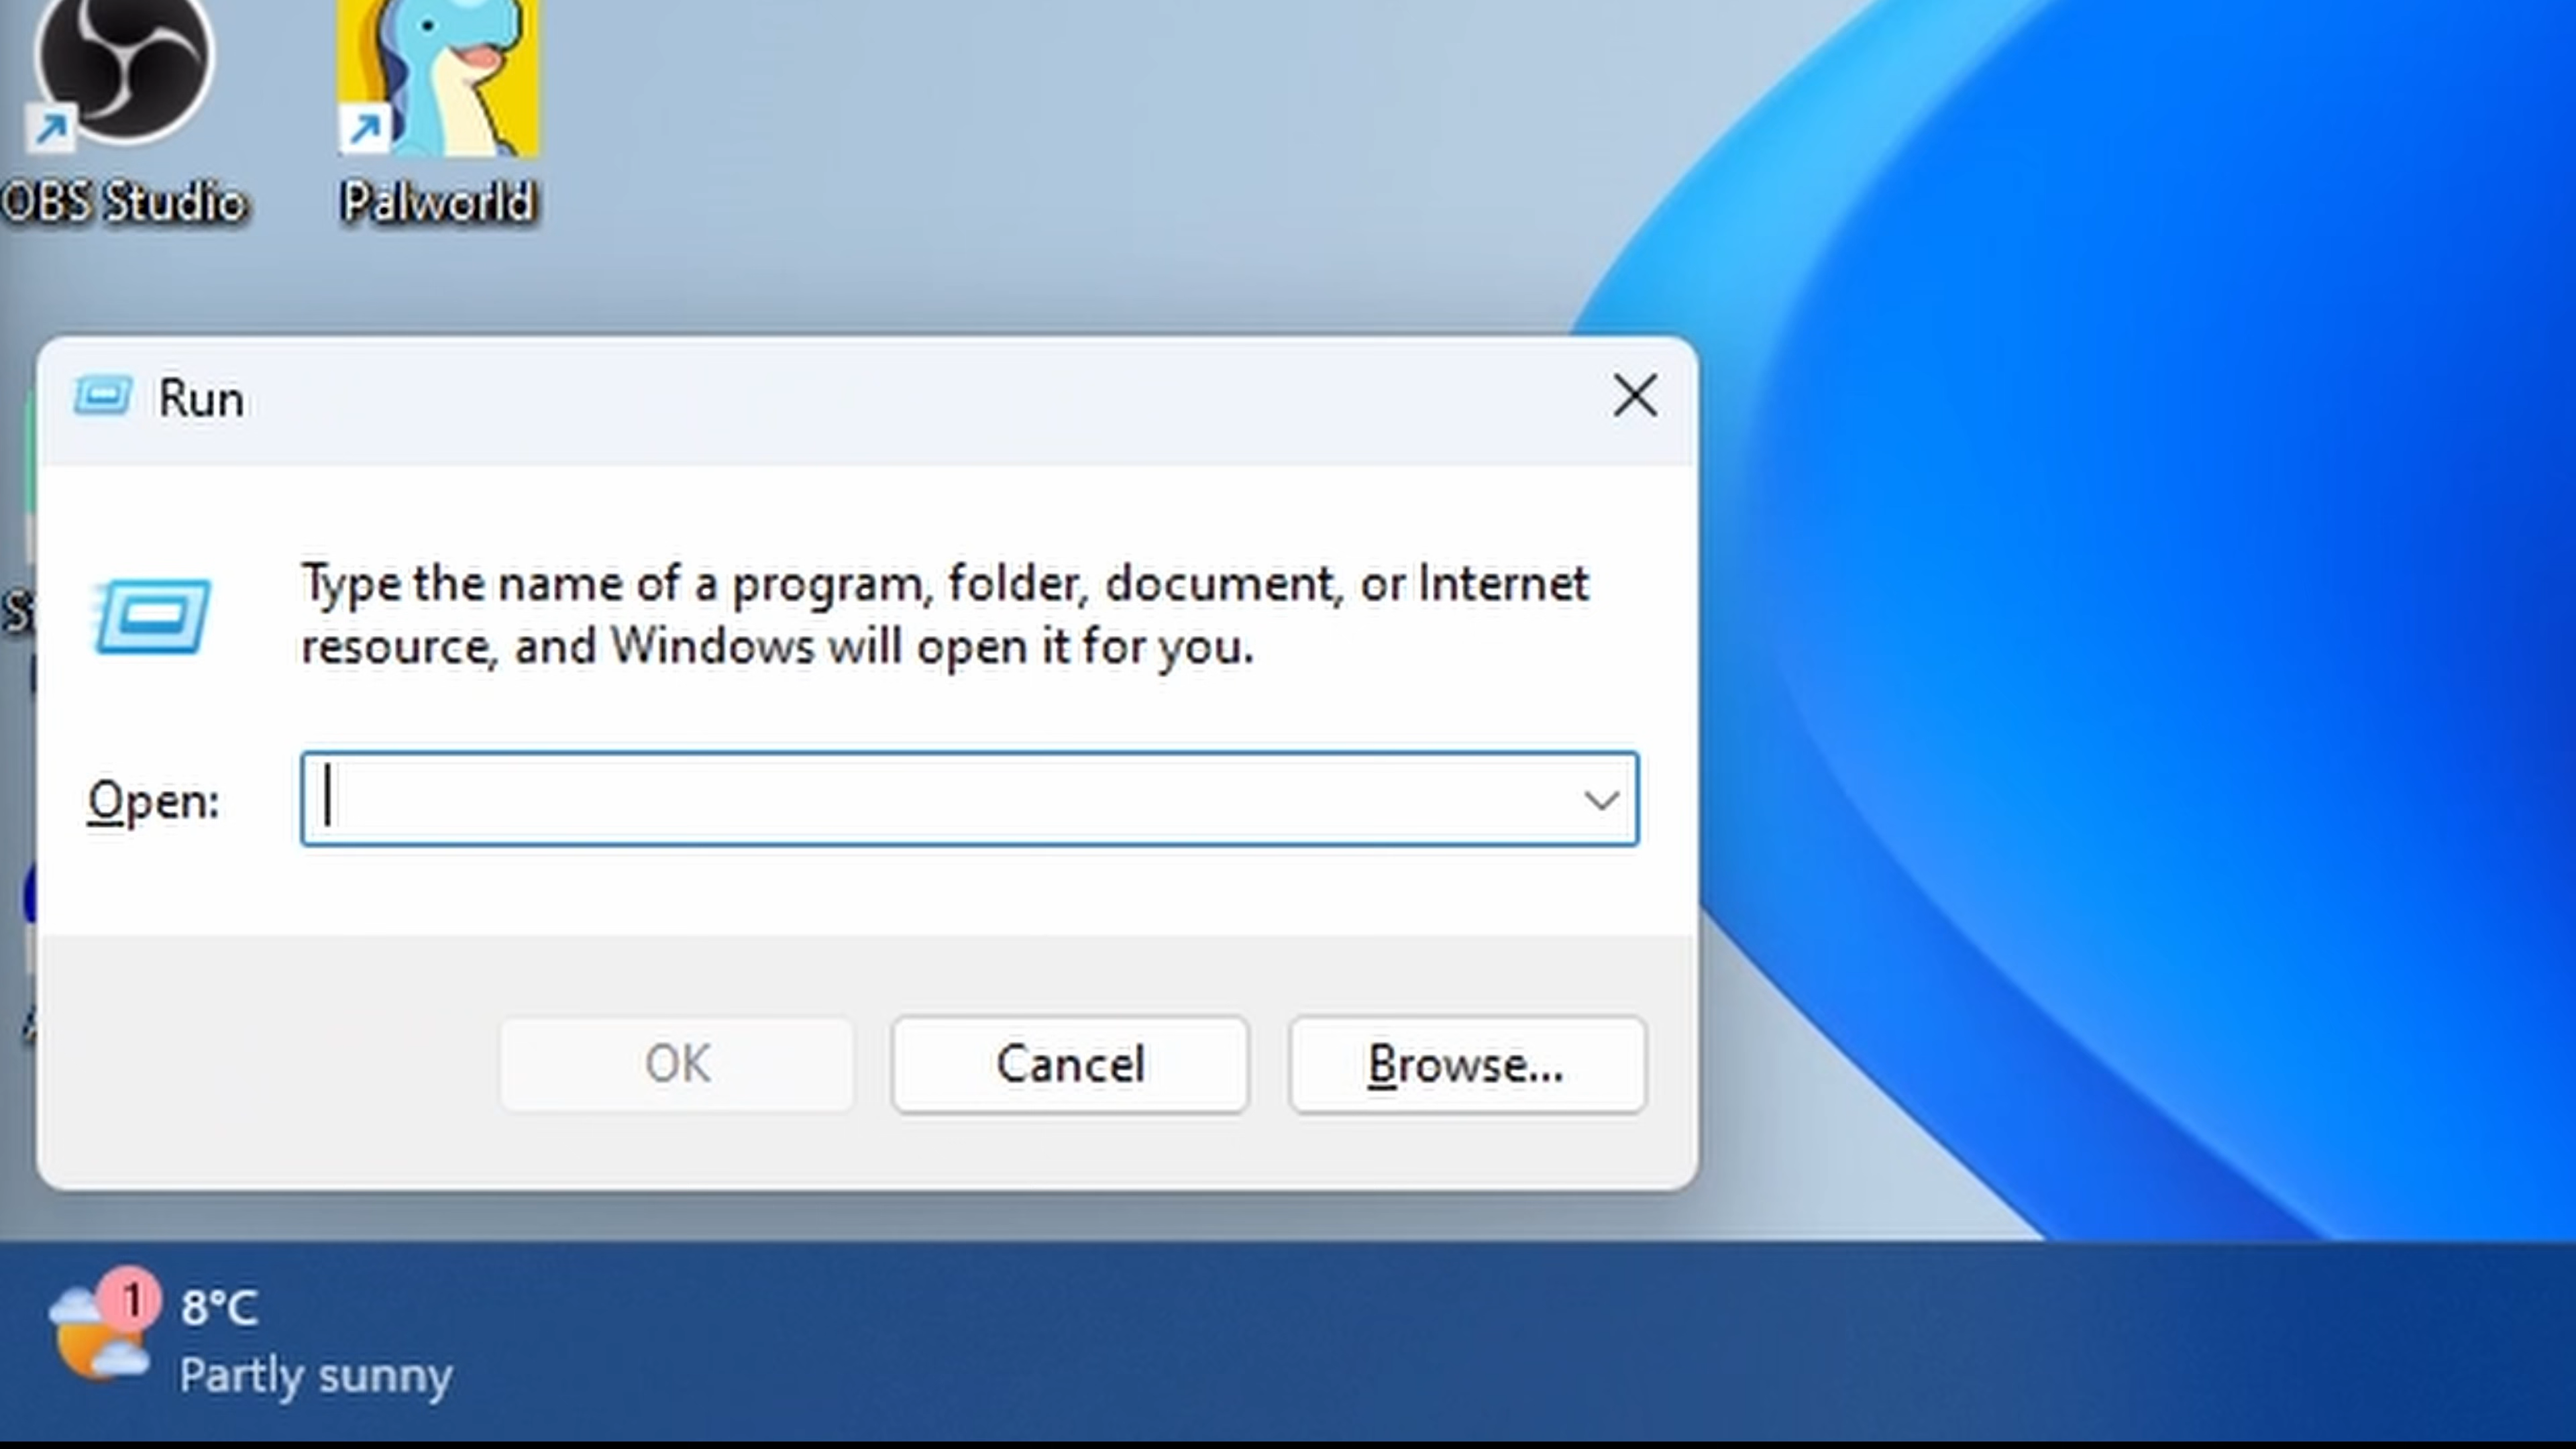 OBS Studio
Palworld
Run
Type the name of a program, folder, document, or Internet
resource, and Windows will open it for you.
Open:
OK
Cancel
Browse...
1
8°C
Partly sunny